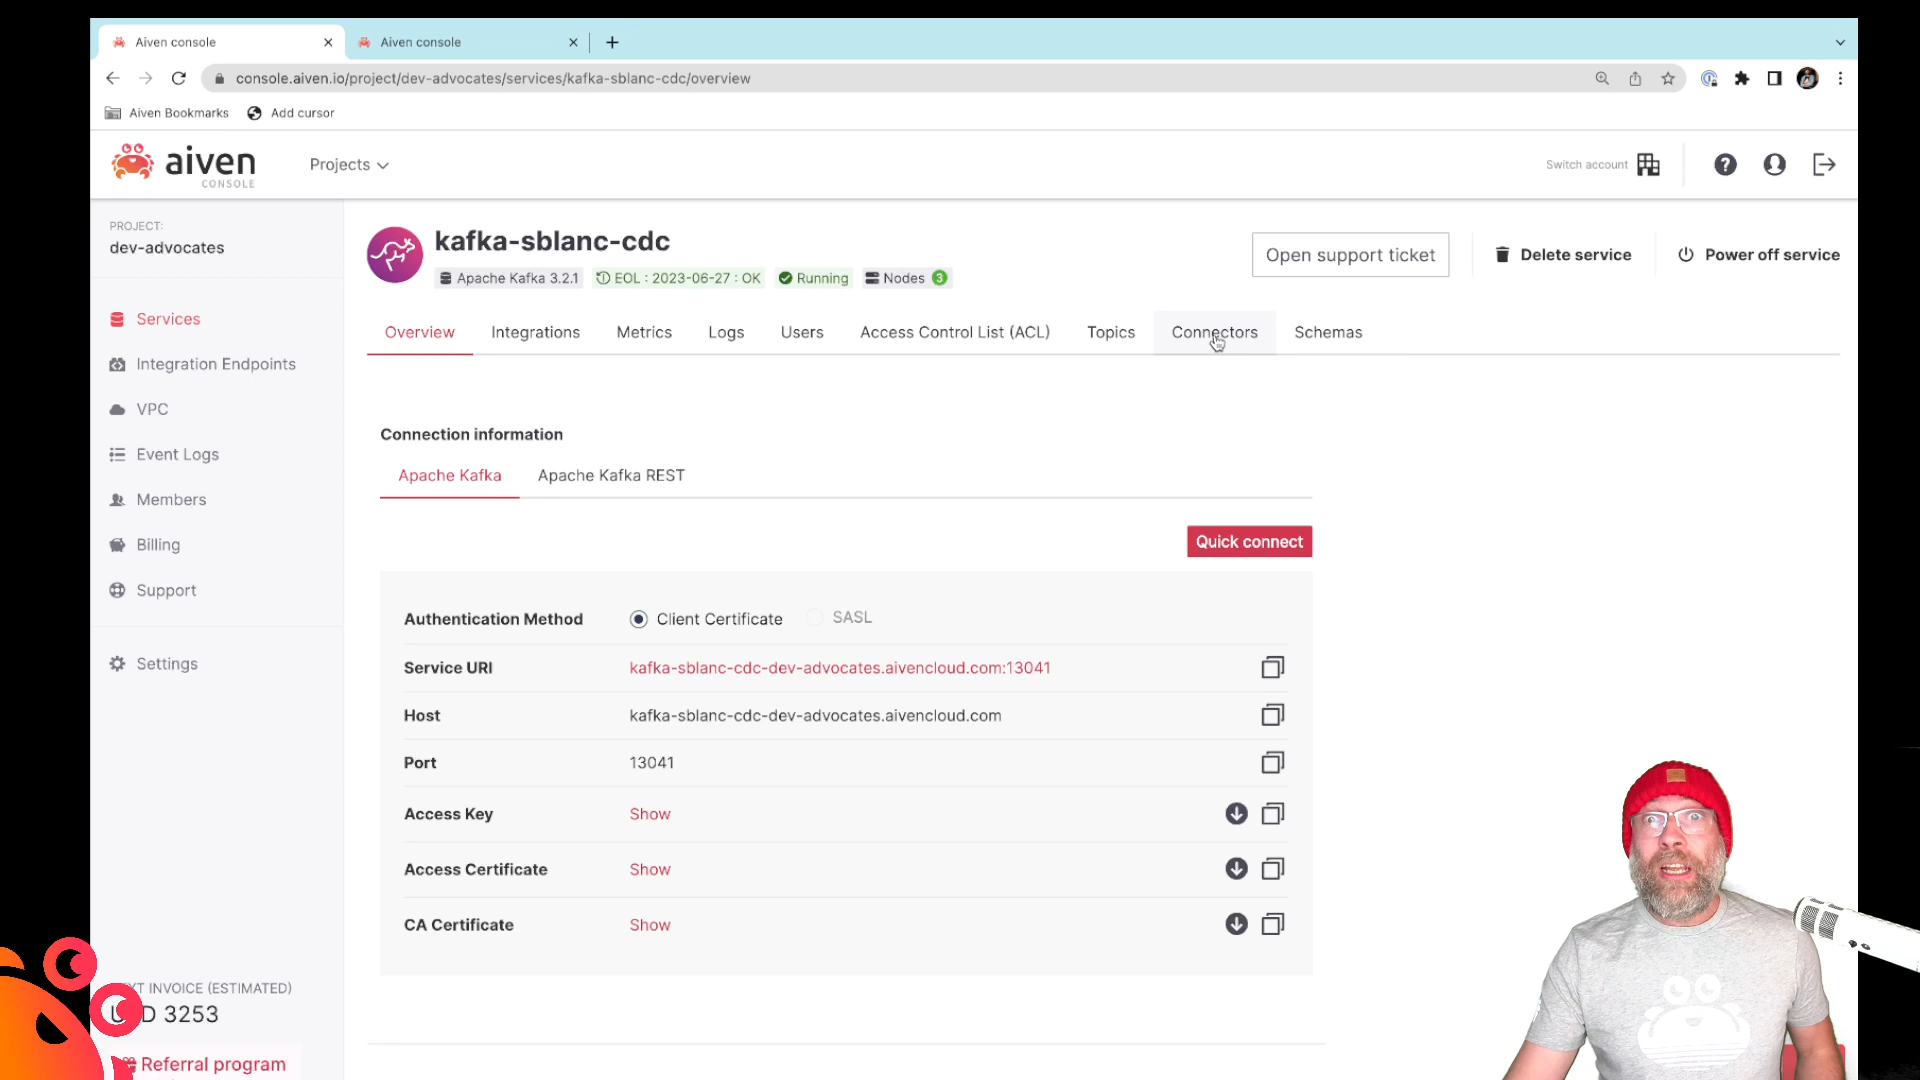 Aiven console
Aiven console
console.aiven.io/project/dev-advocates/services/kafka-sblanc-cdc/overview
Aiven Bookmarks
Add cursor
aiven
CONSOLE
Projects
Switch account
PROJECT:
dev-advocates
kafka-sblanc-cdc
Apache Kafka 3.2.1
EOL : 2023-06-27 : OK
Running
Nodes 3
Open support ticket
Delete service
Power off service
Services
Integration Endpoints
VPC
Event Logs
Members
Billing
Support
Settings
Overview
Integrations
Metrics
Logs
Users
Access Control List (ACL)
Topics
Connectors
Schemas
Connection information
Apache Kafka
Apache Kafka REST
Quick connect
Authentication Method
Client Certificate
SASL
Service URI
kafka-sblanc-cdc-dev-advocates.aivencloud.com:13041
Host
kafka-sblanc-cdc-dev-advocates.aivencloud.com
Port
13041
Access Key
Show
Access Certificate
Show
CA Certificate
Show
INVOICE (ESTIMATED)
3253
Referral program